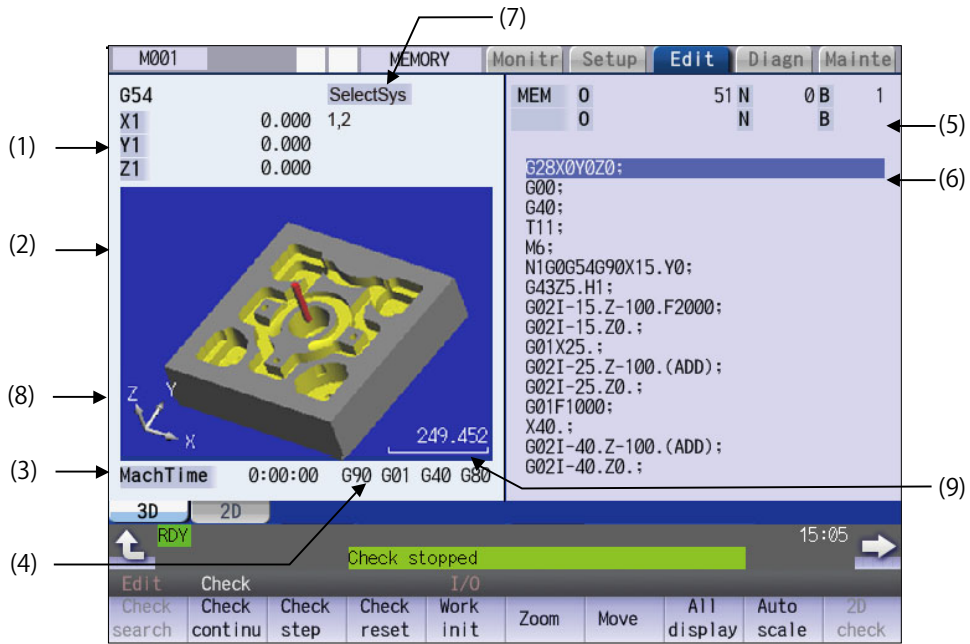 (7)
M001 MEMORY Monitr Setup Edit Diagn Mainte
G54 SelectSys
X1 0.000 1,2
Y1 0.000
Z1 0.000
MEM O 51 N 0 B 1
O N B
(5)
(1)
(6)
G28X0Y0Z0;
G00;
G40;
T11;
M6;
N1G0G54G90X15.Y0;
G43Z5.H1;
G02I-15.Z-100.F2000;
G02I-15.Z0.;
G01X25.;
G02I-25.Z-100.(ADD);
G02I-25.Z0.;
G01F1000;
X40.;
G02I-40.Z-100.(ADD);
G02I-40.Z0.;
(2)
(8)
Z Y
X
249.452
(3)
MachTime 0:00:00 G90 G01 G40 G80
(9)
3D 2D
RDY 15:05
(4)
Check stopped
Edit Check I/O
Check search
Check continu
Check step
Check reset
Work init
Zoom
Move
All display
Auto scale
2D check